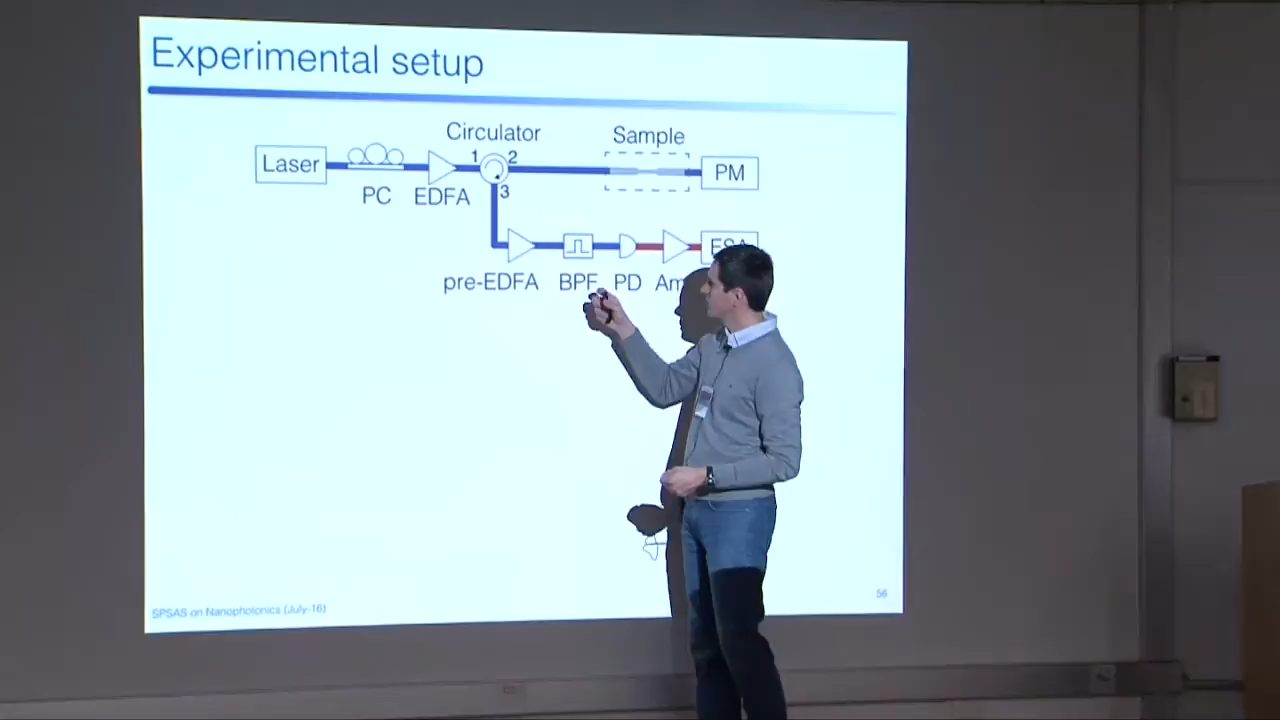 Experimental setup
Circulator
Sample
Laser
1
2
PM
PC
EDFA
3
pre-EDFA
BPF
PD
SPSAS on Nanophotonics (July-16)
56